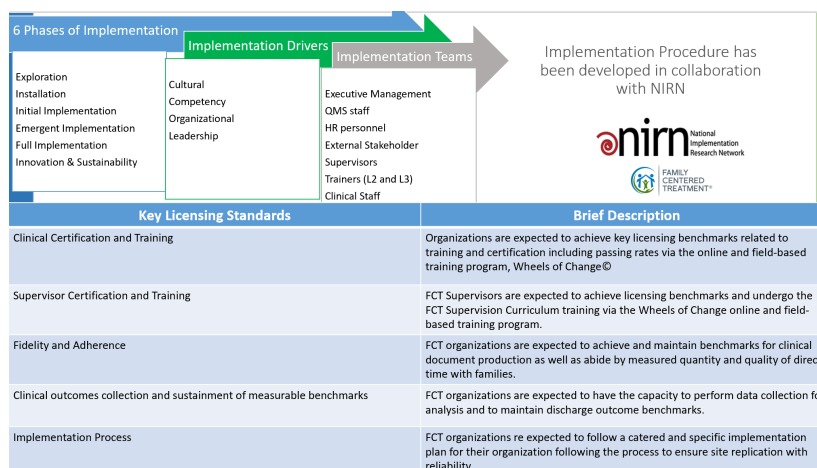 6 Phases of Implementation
Exploration
Installation
Initial Implementation
Emergent Implementation
Full Implementation
Innovation & Sustainability
Implementation Drivers
Cultural
Competency
Organizational
Leadership
Implementation Teams
Executive Management
QMS staff
HR personnel
External Stakeholder
Supervisors
Trainers (L2 and L3)
Clinical Staff
Implementation Procedure has
been developed in collaboration
with NIRN
nirn
National
Implementation
Research Network
FAMILY
CENTERED
TREATMENT®
Key Licensing Standards
Brief Description
Clinical Certification and Training
Organizations are expected to achieve key licensing benchmarks related to
training and certification including passing rates via the online and field-based
training program, Wheels of Change©
Supervisor Certification and Training
FCT Supervisors are expected to achieve licensing benchmarks and undergo the
FCT Supervision Curriculum training via the Wheels of Change online and field-
based training program.
Fidelity and Adherence
FCT organizations are expected to achieve and maintain benchmarks for clinical
document production as well as abide by measured quantity and quality of direc
time with families.
Clinical outcomes collection and sustainment of measurable benchmarks
FCT organizations are expected to have the capacity to perform data collection fo
analysis and to maintain discharge outcome benchmarks.
Implementation Process
FCT organizations re expected to follow a catered and specific implementation
plan for their organization following the process to ensure site replication with
reliability